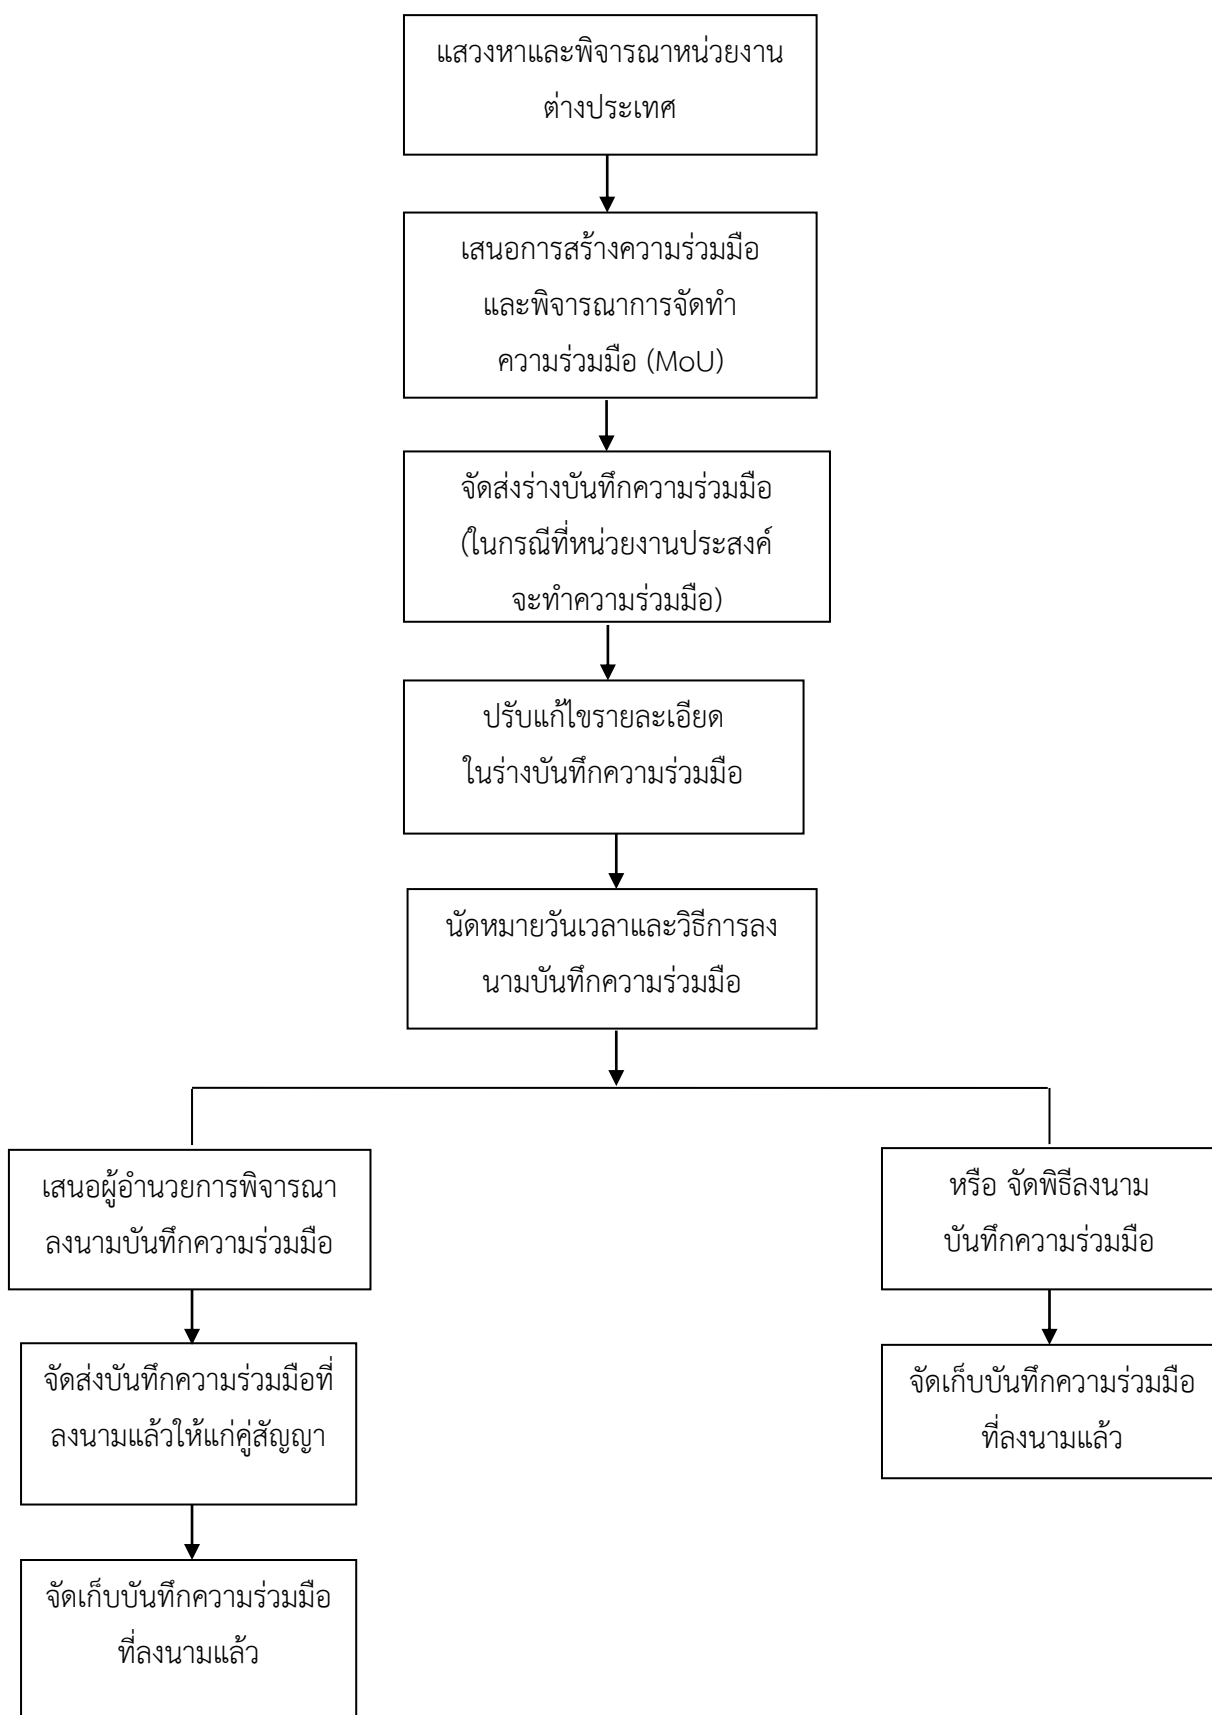 แสวงหาและพิจารณาหน่วยงาน
ต่างประเทศ
เสนอการสร้างความร่วมมือ
และพิจารณาการจัดทำ
ความร่วมมือ (MoU)
จัดส่งร่างบันทึกความร่วมมือ
(ในกรณีที่หน่วยงานประสงค์
จะทำความร่วมมือ)
ปรับแก้ไขรายละเอียด
ในร่างบันทึกความร่วมมือ
นัดหมายวันเวลาและวิธีการลง
นามบันทึกความร่วมมือ
เสนอผู้อำนวยการพิจารณา
ลงนามบันทึกความร่วมมือ
จัดส่งบันทึกความร่วมมือที่
ลงนามแล้วให้แก่คู่สัญญา
จัดเก็บบันทึกความร่วมมือ
ที่ลงนามแล้ว
หรือ จัดพิธีลงนาม
บันทึกความร่วมมือ
จัดเก็บบันทึกความร่วมมือ
ที่ลงนามแล้ว